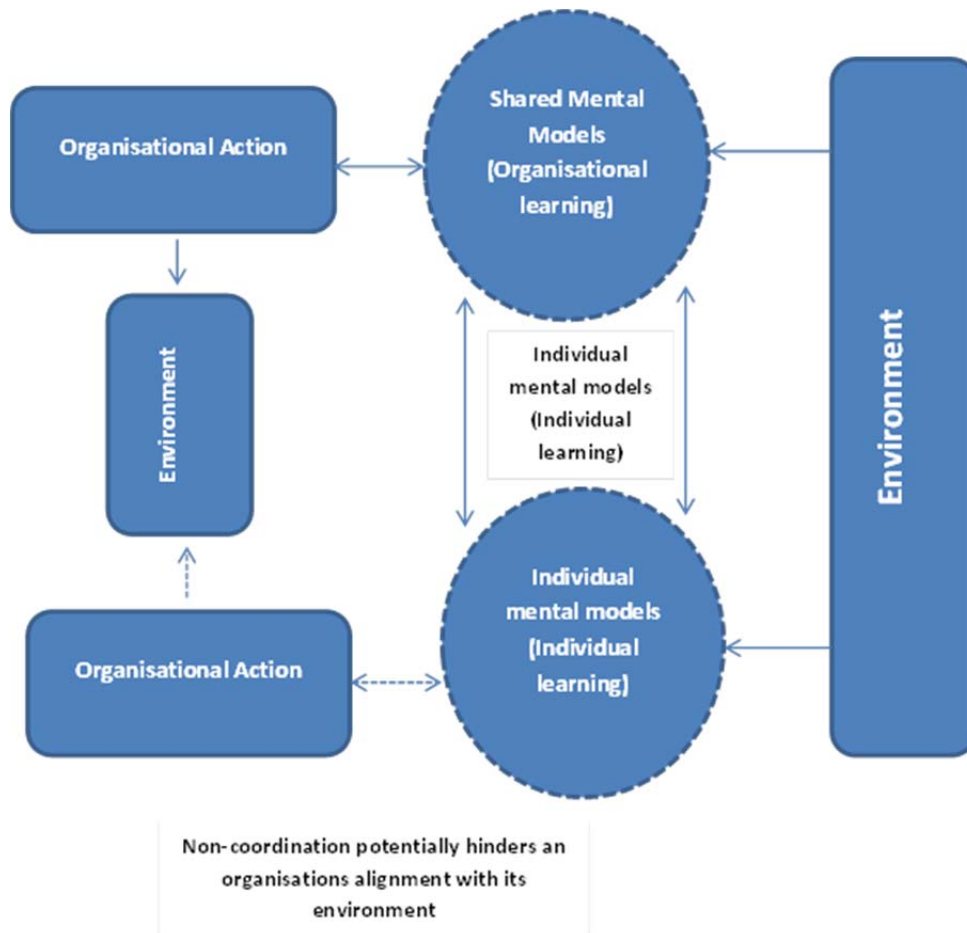 Organisational Action
Shared Mental
Models
(Organisational
learning)
Environment
Individual
mental models
(Individual
learning)
Environment
Organisational Action
Individual
mental models
(Individual
learning)
Non-coordination potentially hinders an
organisations alignment with its
environment